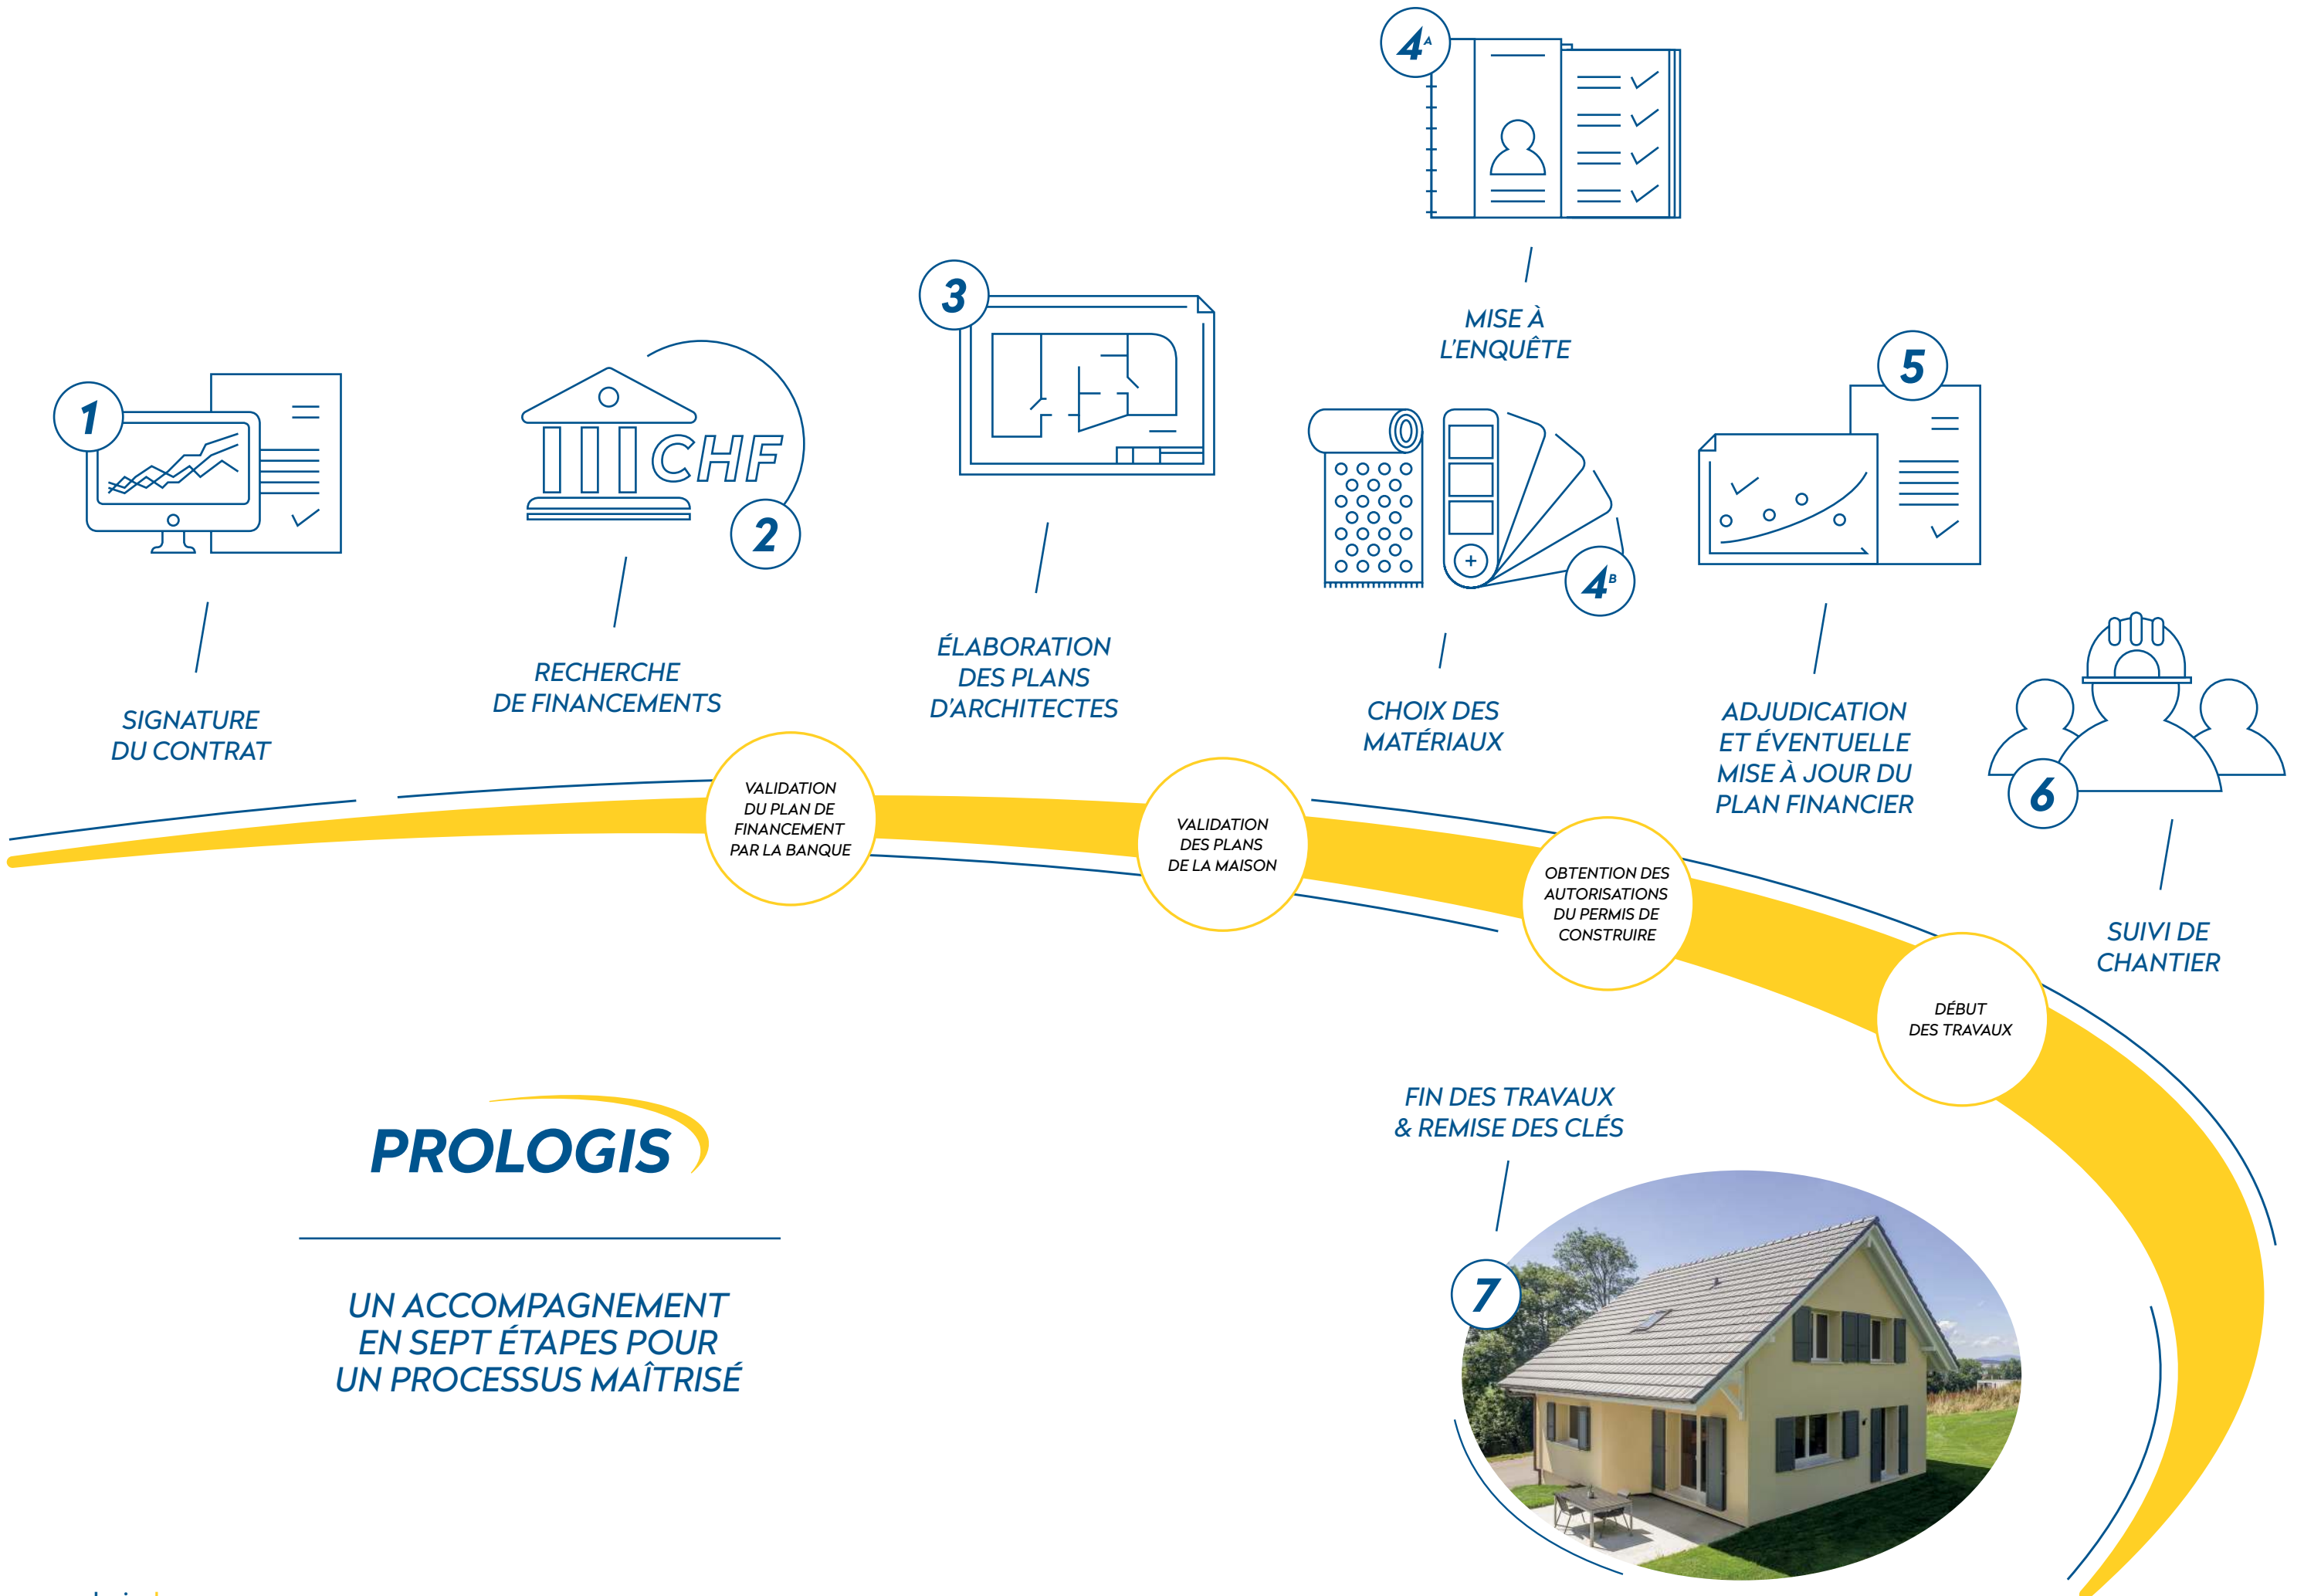 1
SIGNATURE
DU CONTRAT
CHF
2
RECHERCHE
DE FINANCEMENTS
VALIDATION
DU PLAN DE
FINANCEMENT
PAR LA BANQUE
3
ÉLABORATION
DES PLANS
D'ARCHITECTES
VALIDATION
DES PLANS
DE LA MAISON
4A
MISE À
L'ENQUÊTE
4B
CHOIX DES
MATÉRIAUX
OBTENTION DES
AUTORISATIONS
DU PERMIS DE
CONSTRUIRE
5
ADJUDICATION
ET ÉVENTUELLE
MISE À JOUR DU
PLAN FINANCIER
DÉBUT
DES TRAVAUX
6
SUIVI DE
CHANTIER
FIN DES TRAVAUX
& REMISE DES CLÉS
7
PROLOGIS
UN ACCOMPAGNEMENT
EN SEPT ÉTAPES POUR
UN PROCESSUS MAÎTRISÉ